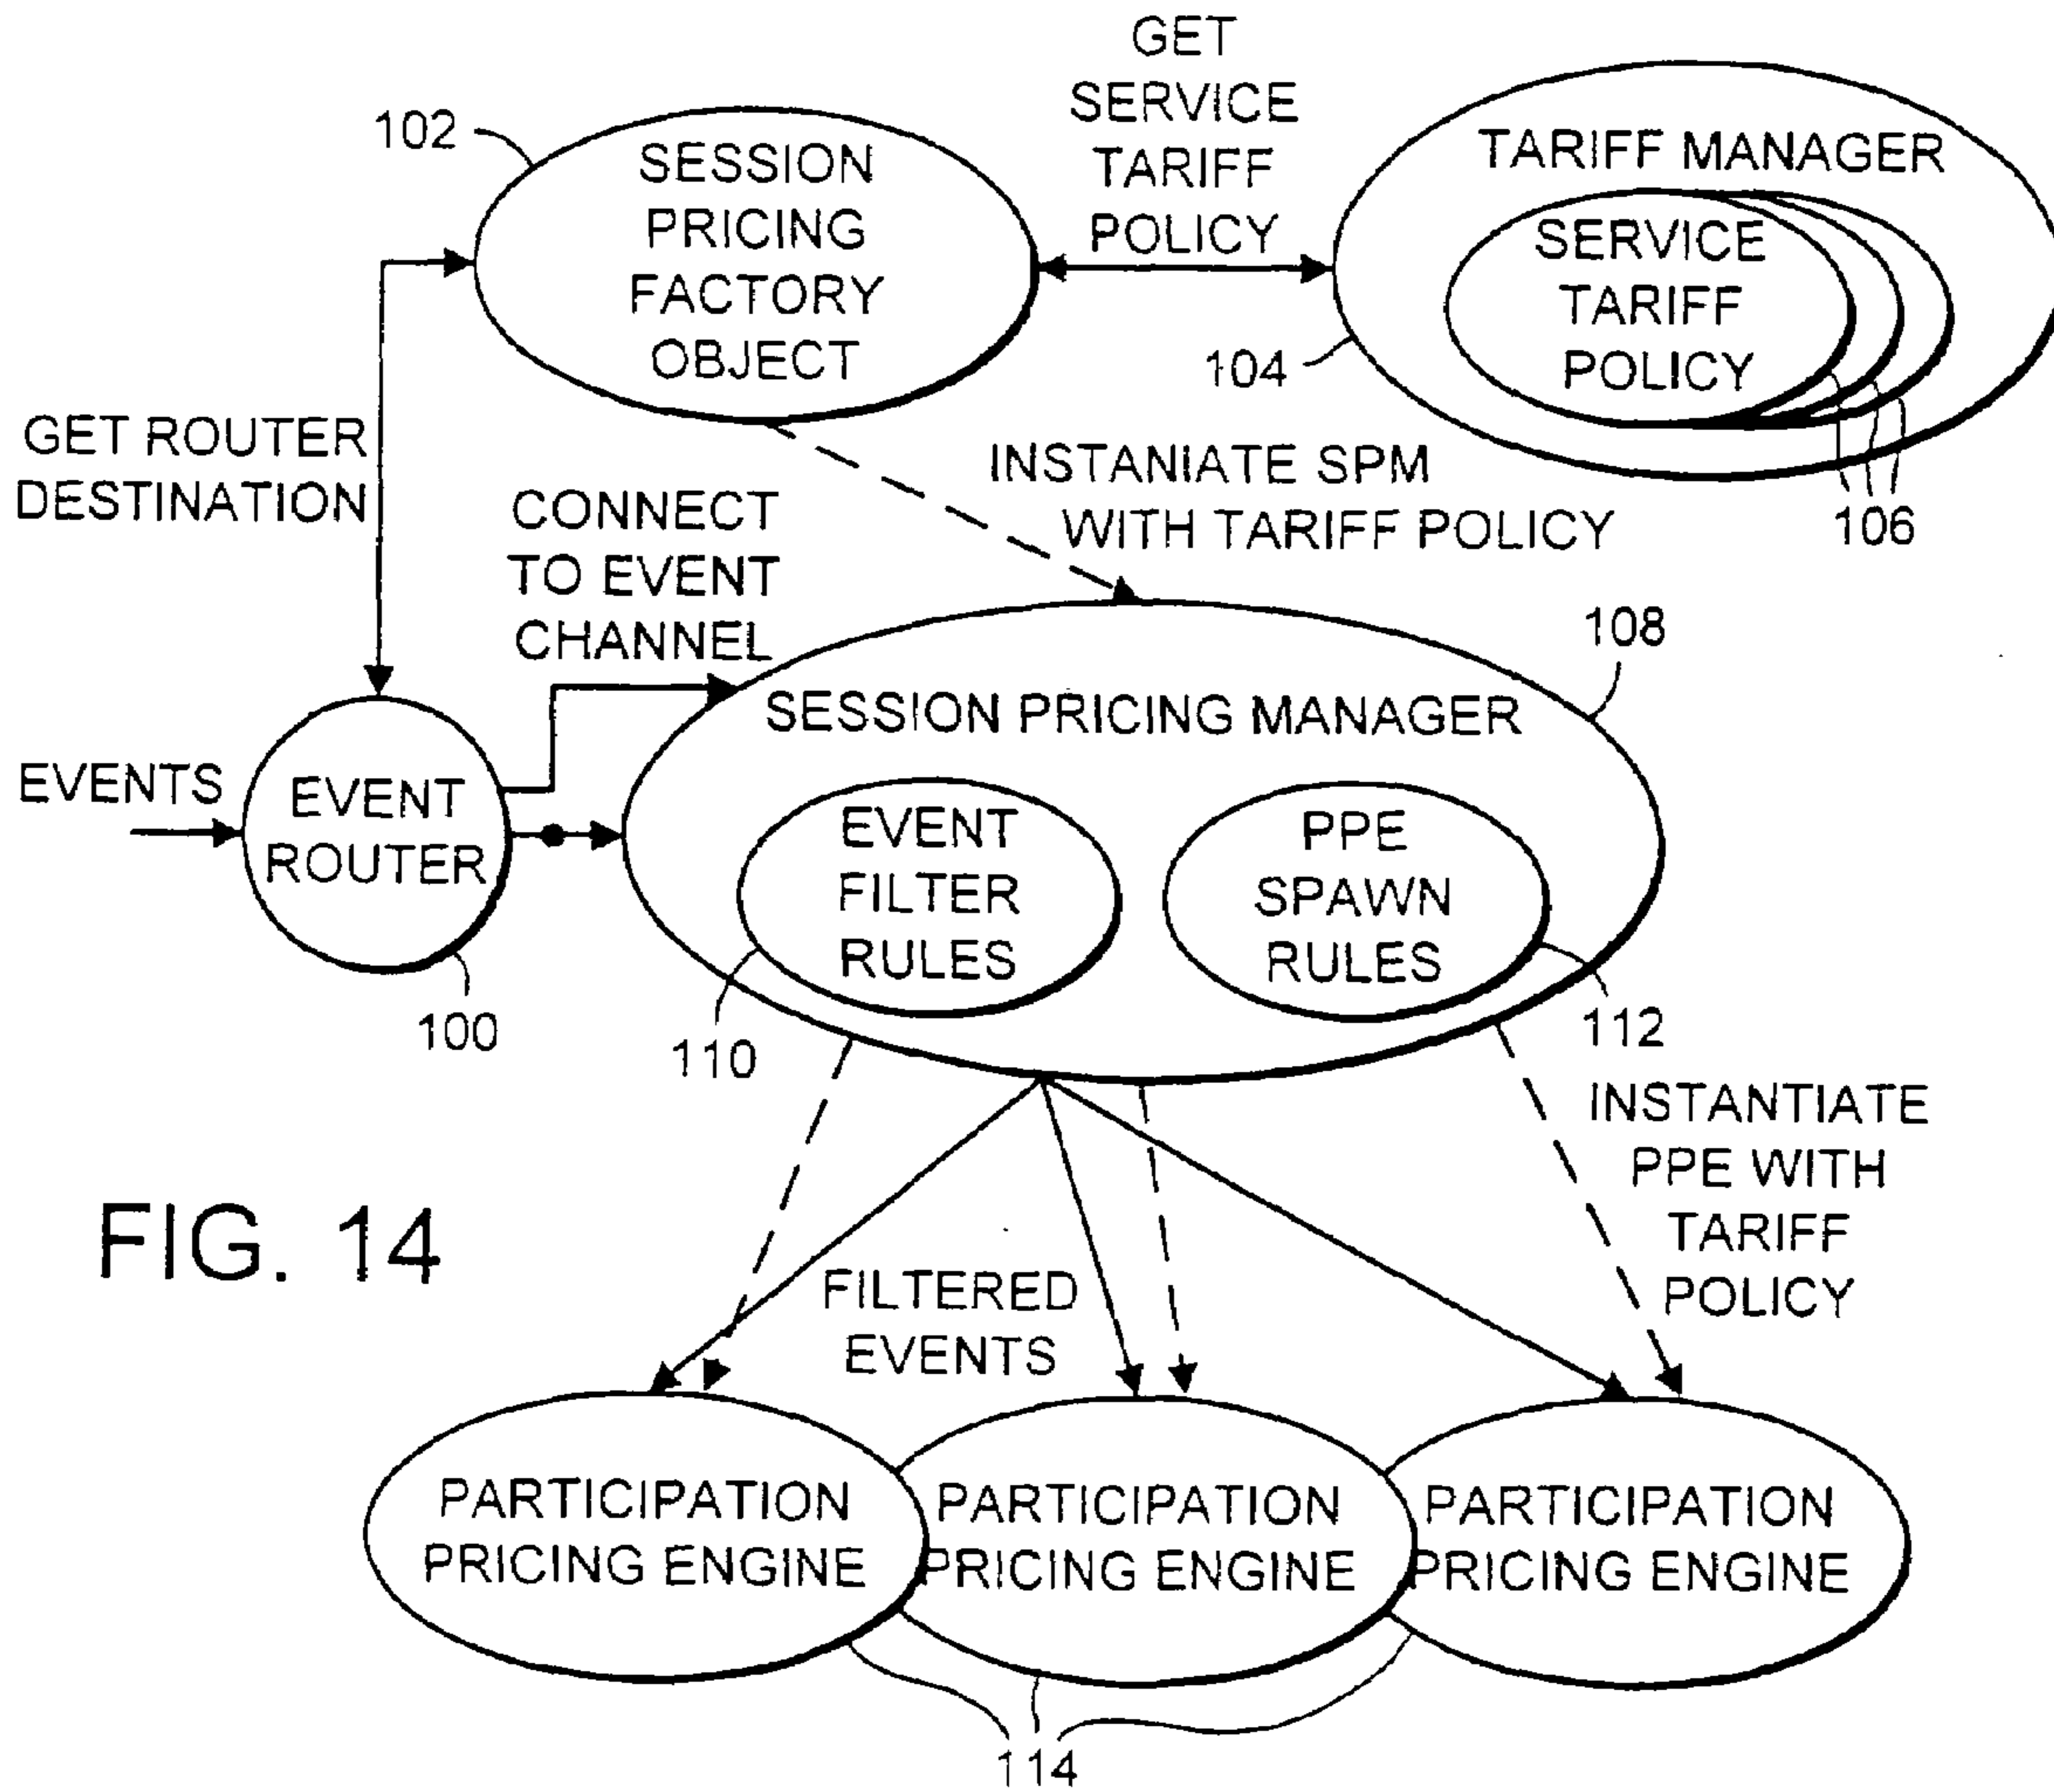 GET
SERVICE
TARIFF
POLICY
102
SESSION
PRICING
FACTORY
OBJECT
TARIFF MANAGER
SERVICE
TARIFF
POLICY
104
106
GET ROUTER
DESTINATION
INSTANIATE SPM
WITH TARIFF POLICY
CONNECT
TO EVENT
CHANNEL
108
SESSION PRICING MANAGER
EVENTS
EVENT
ROUTER
100
EVENT
FILTER
RULES
110
PPE
SPAWN
RULES
112
INSTANTIATE
PPE WITH
TARIFF
POLICY
FIG. 14
FILTERED
EVENTS
PARTICIPATION
PRICING ENGINE
PARTICIPATION
PRICING ENGINE
PARTICIPATION
PRICING ENGINE
114